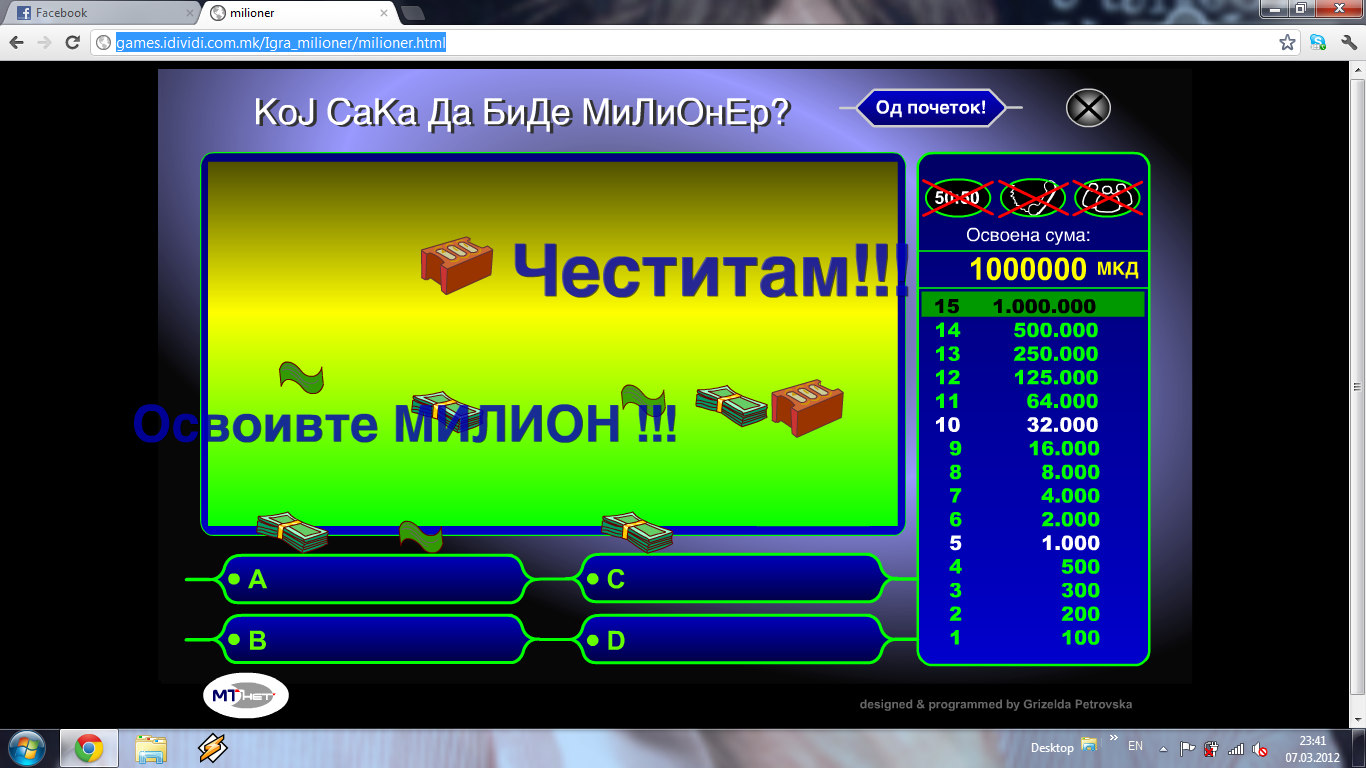 Facebook
milioner
games.idividi.com.mk/Igra_milioner/milioner.html
KoJ CaKa Да БиДе МиЛиОнЕр?
Од почеток!
50:50
Освоена сума:
1000000 МКД
Честитам!!!
Освоивте МИЛИОН !!!
15 1.000.000
14 500.000
13 250.000
12 125.000
11 64.000
10 32.000
9 16.000
8 8.000
7 4.000
6 2.000
5 1.000
4 500
3 300
2 200
1 100
A
C
B
D
MTнет
designed & programmed by Grizelda Petrovska
Desktop
EN
23:41
07.03.2012